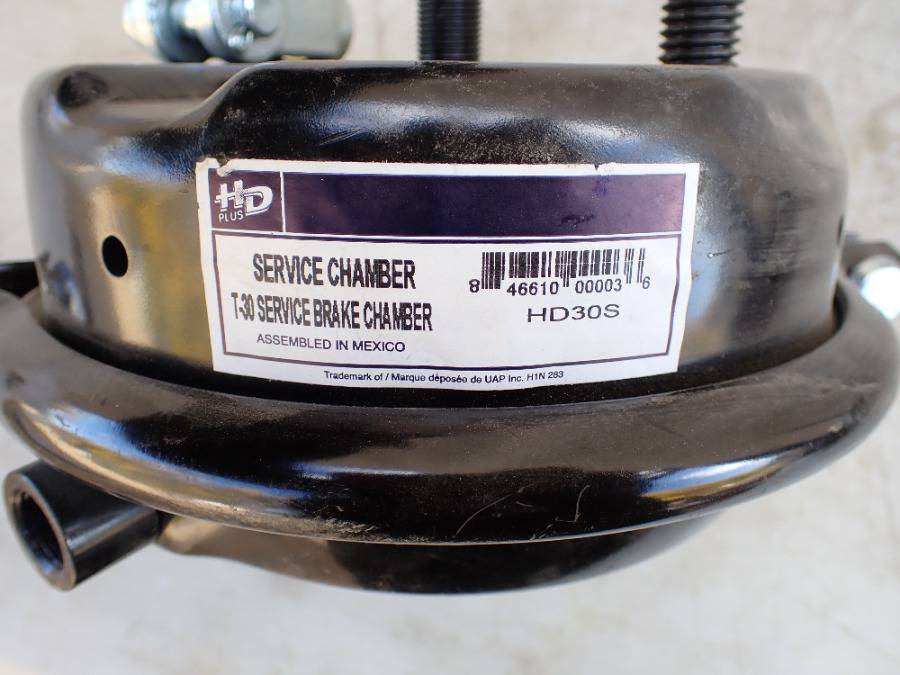 HD
PLUS
SERVICE CHAMBER
T-30 SERVICE BRAKE CHAMBER
ASSEMBLED IN MEXICO
8 46610 00003 6
HD30S
Trademark of / Marque déposée de UAP Inc. H1N 283